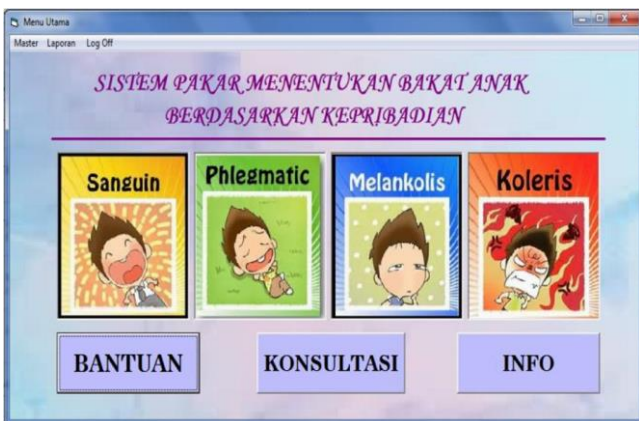 Menu Utama
Master Laporan Log Off
SISTEM PAKAR MENENTUKAN BAKAT ANAK
BERDASARKAN KEPRIBADIAN
Sanguin Phlegmatic Melankolis Koleris
BANTUAN KONSULTASI INFO